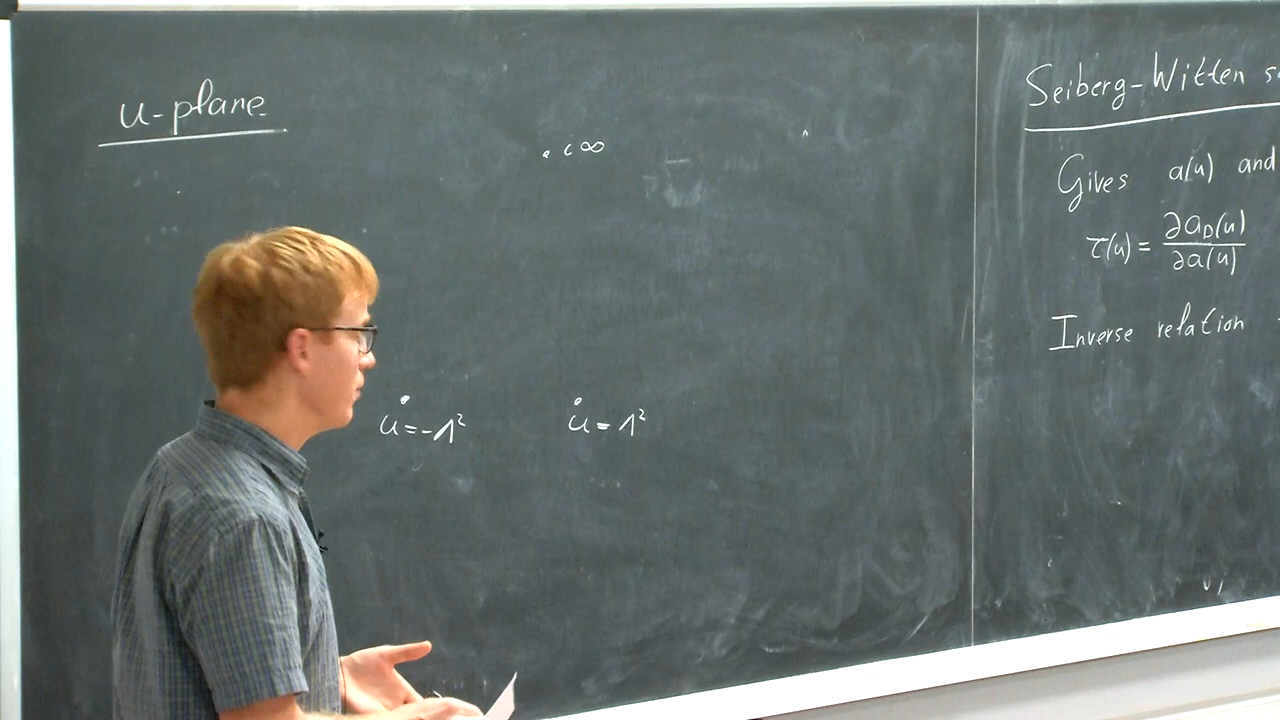 u-plane
i∞
u=-Λ²
u=Λ²
Seiberg-Witten
Gives a(u) and
τ(u) = ∂a_D(u)/∂a(u)
Inverse relation